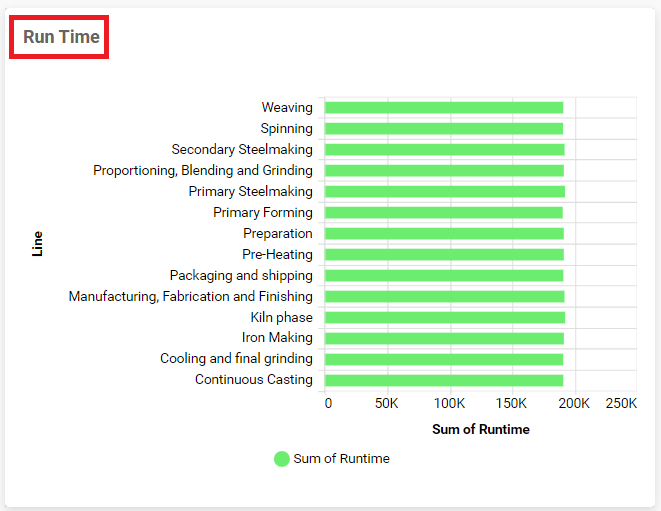 Run Time
Weaving
Spinning
Secondary Steelmaking
Proportioning, Blending and Grinding
Primary Steelmaking
Primary Forming
Preparation
Pre-Heating
Packaging and shipping
Manufacturing, Fabrication and Finishing
Kiln phase
Iron Making
Cooling and final grinding
Continuous Casting
Line
0 50K 100K 150K 200K 250K
Sum of Runtime
Sum of Runtime